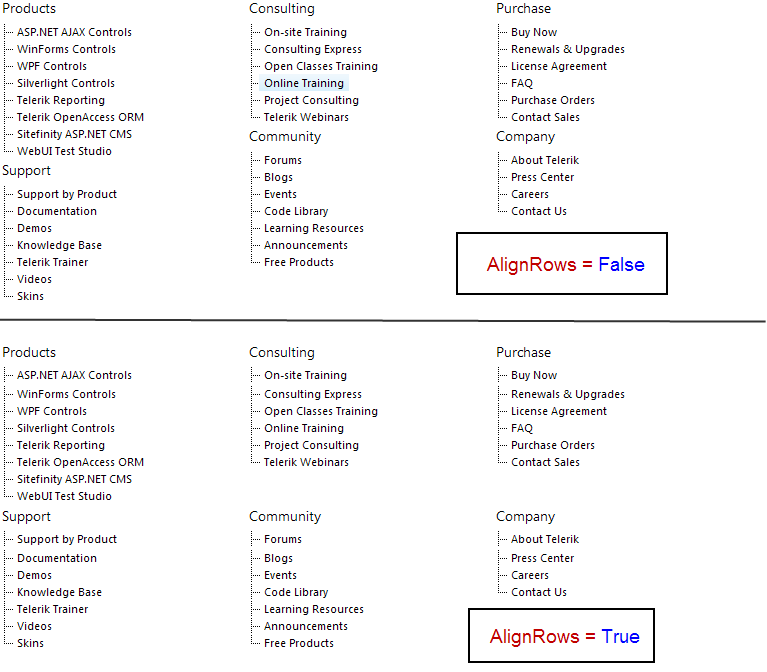 Products
ASP.NET AJAX Controls
WinForms Controls
WPF Controls
Silverlight Controls
Telerik Reporting
Telerik OpenAccess ORM
Sitefinity ASP.NET CMS
WebUI Test Studio
Support
Support by Product
Documentation
Demos
Knowledge Base
Telerik Trainer
Videos
Skins
Consulting
On-site Training
Consulting Express
Open Classes Training
Online Training
Project Consulting
Telerik Webinars
Community
Forums
Blogs
Events
Code Library
Learning Resources
Announcements
Free Products
Purchase
Buy Now
Renewals & Upgrades
License Agreement
FAQ
Purchase Orders
Contact Sales
Company
About Telerik
Press Center
Careers
Contact Us
AlignRows = False
Products
ASP.NET AJAX Controls
WinForms Controls
WPF Controls
Silverlight Controls
Telerik Reporting
Telerik OpenAccess ORM
Sitefinity ASP.NET CMS
WebUI Test Studio
Consulting
On-site Training
Consulting Express
Open Classes Training
Online Training
Project Consulting
Telerik Webinars
Purchase
Buy Now
Renewals & Upgrades
License Agreement
FAQ
Purchase Orders
Contact Sales
Support
Support by Product
Documentation
Demos
Knowledge Base
Telerik Trainer
Videos
Skins
Community
Forums
Blogs
Events
Code Library
Learning Resources
Announcements
Free Products
Company
About Telerik
Press Center
Careers
Contact Us
AlignRows = True